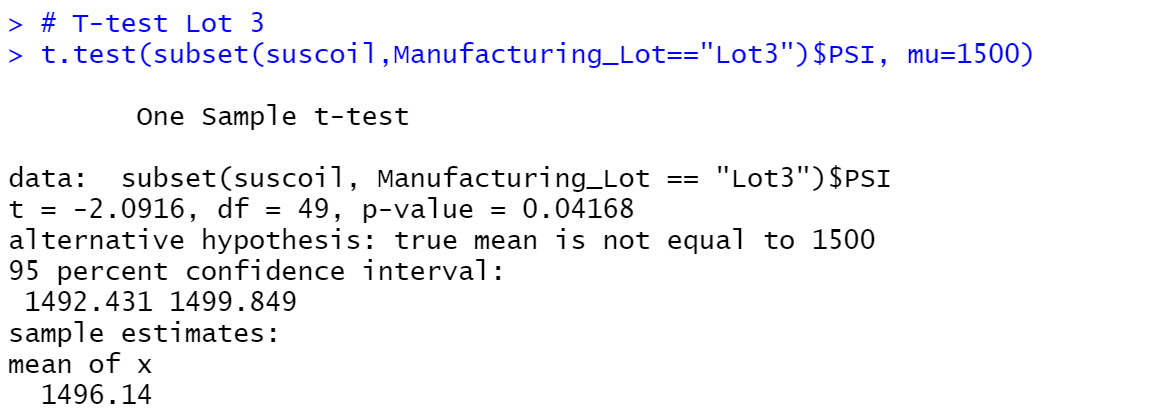 > # T-test Lot 3
> t.test(subset(suscoil,Manufacturing_Lot=="Lot3")$PSI, mu=1500)
One Sample t-test
data:  subset(suscoil, Manufacturing_Lot == "Lot3")$PSI
t = -2.0916, df = 49, p-value = 0.04168
alternative hypothesis: true mean is not equal to 1500
95 percent confidence interval:
 1492.431 1499.849
sample estimates:
mean of x
  1496.14